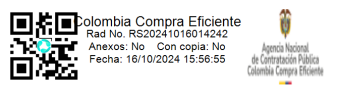 Colombia Compra Eficiente
Rad No. RS20241016014242
Anexos: No Con copia: No
Fecha: 16/10/2024 15:56:55
Agencia Nacional
de Contratación Pública
Colombia Compra Eficiente